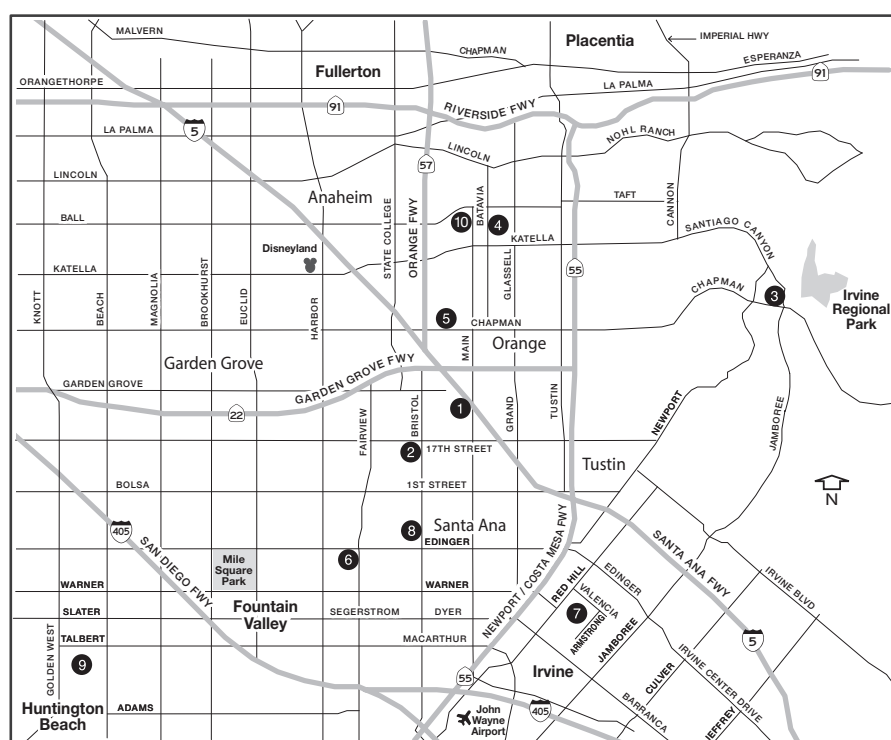 MALVERN
Placentia
IMPERIAL HWY
CHAPMAN
Fullerton
ESPERANZA
ORANGETHORPE
LA PALMA
91
91
RIVERSIDE FWY
5
LA PALMA
NOHL RANCH
LINCOLN
57
LINCOLN
Anaheim
TAFT
CANNON
BALL
STATE COLLEGE
ORANGE FWY
10
BATAVIA
4
SANTIAGO CANYON
Disneyland
KATELLA
GLASSELL
KATELLA
55
KNOTT
BEACH
MAGNOLIA
BROOKHURST
EUCLID
HARBOR
CHAPMAN
3
Irvine
Regional
Park
5
CHAPMAN
MAIN
Orange
Garden Grove
GARDEN GROVE FWY
GARDEN GROVE
22
FAIRVIEW
BRISTOL
1
GRAND
TUSTIN
NEWPORT
JAMBOREE
2
17TH STREET
Tustin
BOLSA
1ST STREET
N
405
SAN DIEGO FWY
8
Santa Ana
EDINGER
NEWPORT / COSTA MESA FWY
SANTA ANA FWY
Mile
Square
Park
6
RED HILL
EDINGER
IRVINE BLVD
WARNER
WARNER
VALENCIA
7
ARMSTRONG
SLATER
Fountain
Valley
SEGERSTROM
DYER
JAMBOREE
5
TALBERT
MACARTHUR
GOLDEN WEST
9
Irvine
CULVER
IRVINE CENTER DRIVE
55
BARRANCA
Huntington
Beach
ADAMS
John
Wayne
Airport
405
JEFFREY